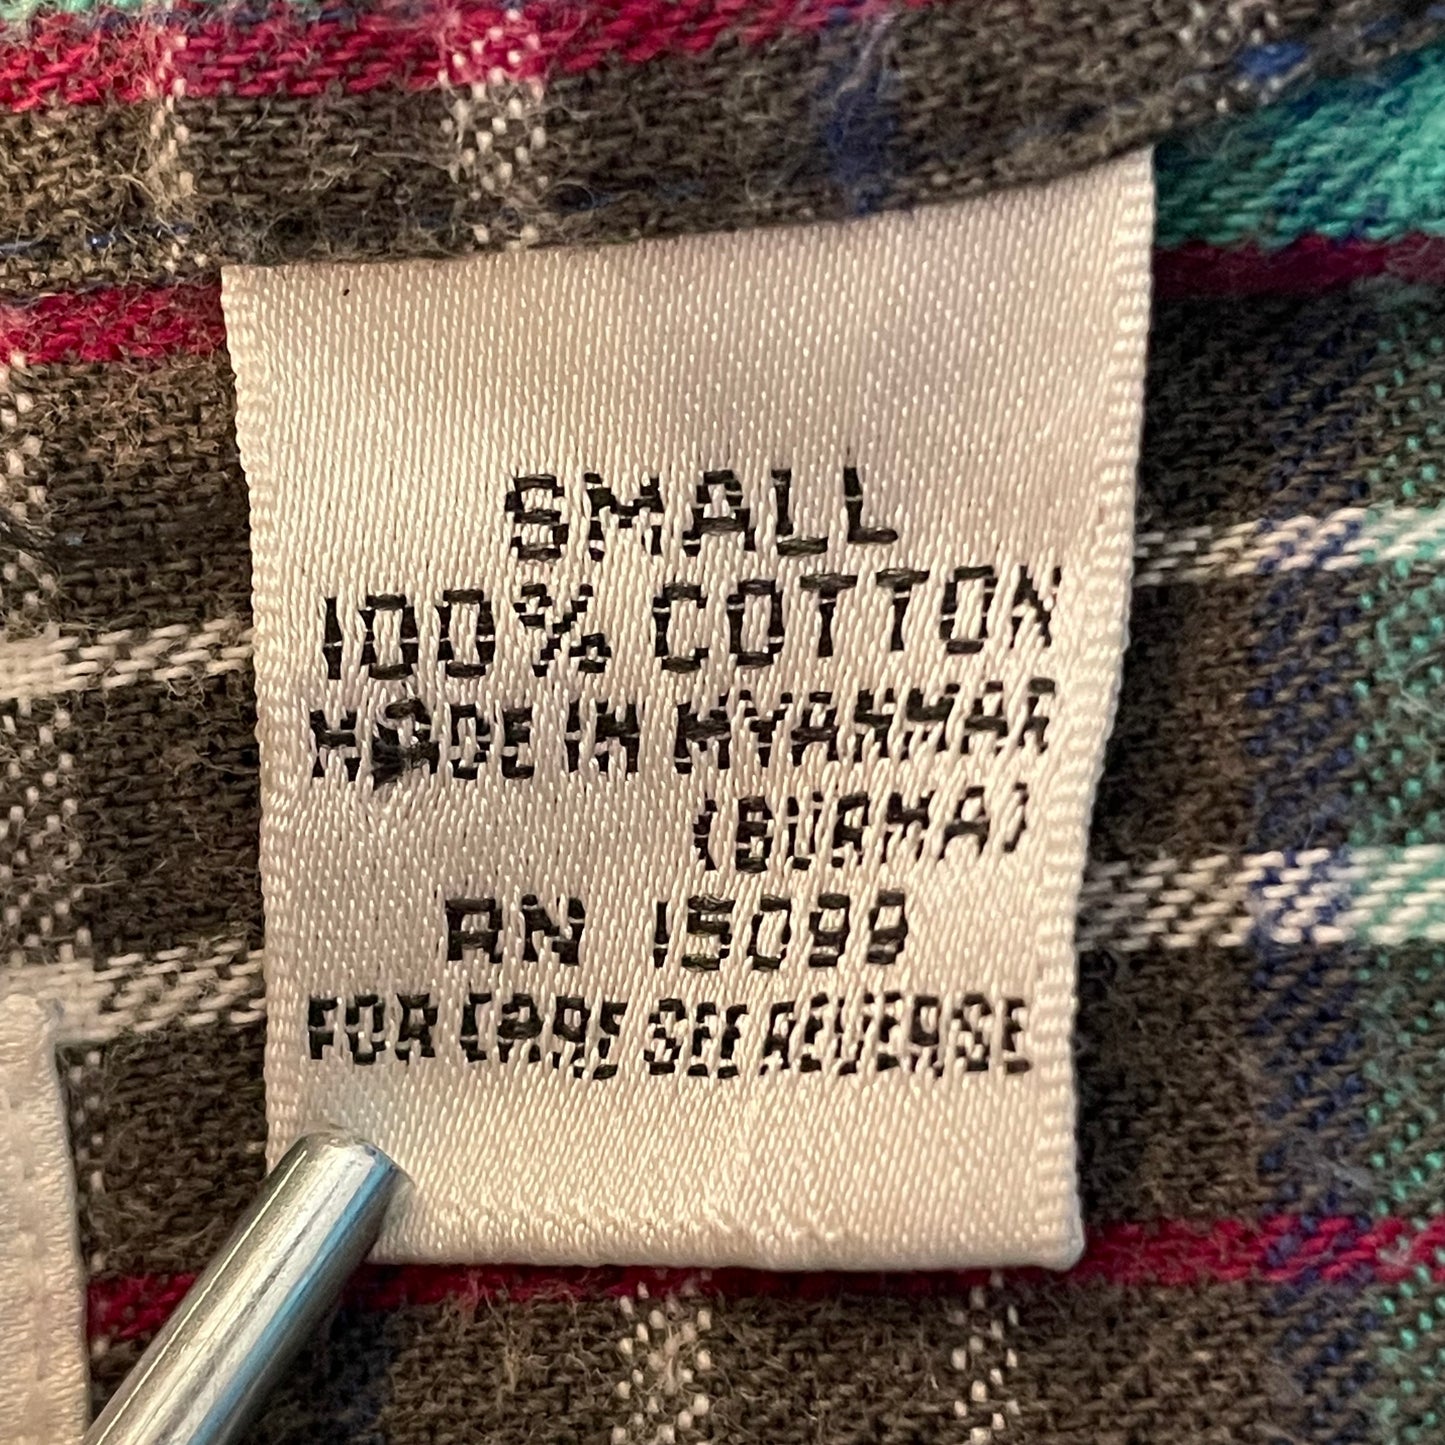 SMALL
100% COTTON
MADE IN MYANMAR
(BURMA)
RN 15099
FOR CARE SEE REVERSE